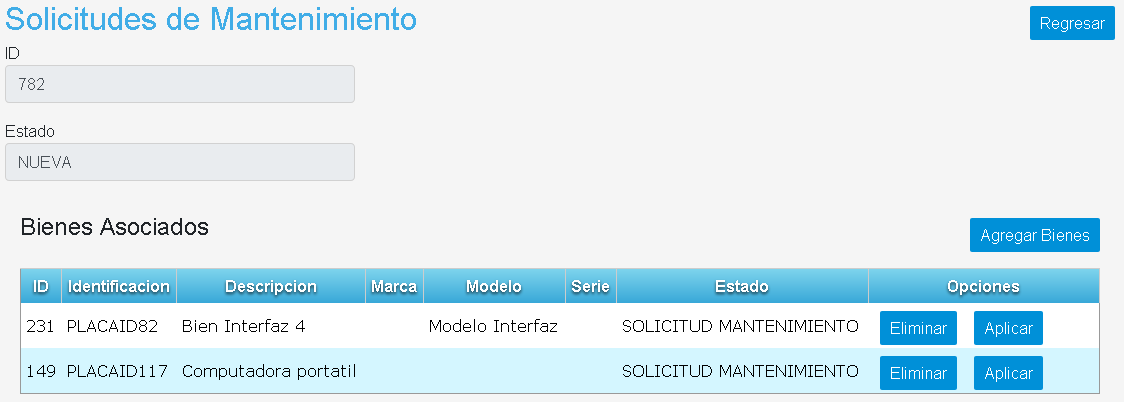 Solicitudes de Mantenimiento
Regresar
ID
782
Estado
NUEVA
Bienes Asociados
Agregar Bienes
ID Identificacion Descripcion Marca Modelo Serie Estado Opciones
231 PLACAID82 Bien Interfaz 4 Modelo Interfaz SOLICITUD MANTENIMIENTO Eliminar Aplicar
149 PLACAID117 Computadora portatil SOLICITUD MANTENIMIENTO Eliminar Aplicar